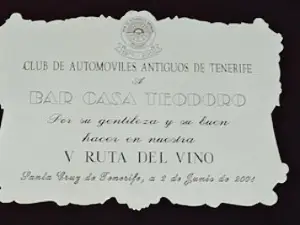 CLUB DE AUTOMOVILES ANTIGUOS DE TENERIFE
A
BAR CASA TEODORO
Por su gentileza y su buen
hacer en nuestra
V RUTA DEL VINO
Santa Cruz de Tenerife, a 2 de Junio de 2001